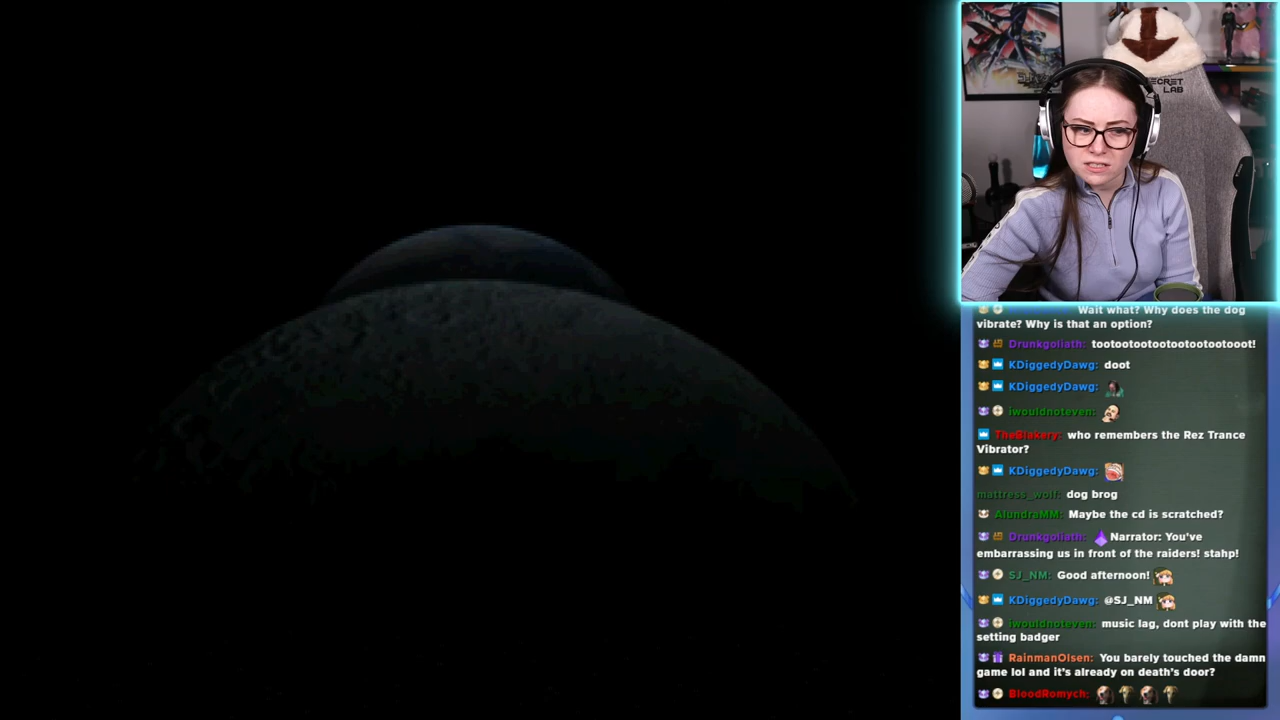 SECRET
LAB
Wait what? Why does the dog
vibrate? Why is that an option?
Drunkgoliath: tootootootootootootootooot!
KDiggedyDawg: doot
KDiggedyDawg:
iwouldnoteven:
TheBlakery: who remembers the Rez Trance
Vibrator?
KDiggedyDawg:
mattress_wolf: dog brog
AlundraMM: Maybe the cd is scratched?
Drunkgoliath: Narrator: You've
embarrassing us in front of the raiders! stahp!
SJ_NM: Good afternoon!
KDiggedyDawg: @SJ_NM
iwouldnoteven: music lag, dont play with the
setting badger
RainmanOlsen: You barely touched the damn
game lol and it's already on death's door?
BloodRomych: